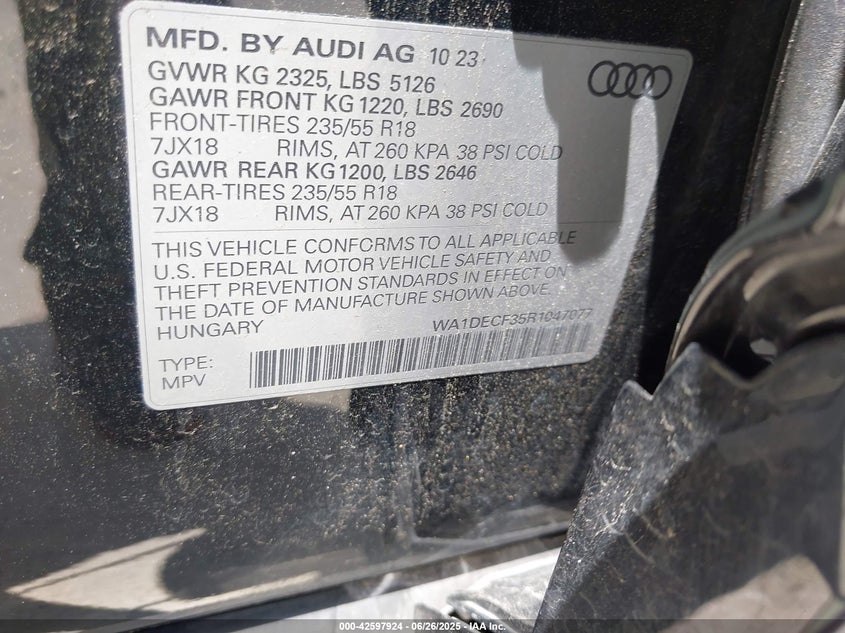 MFD. BY AUDI AG 10 23
GVWR KG 2325, LBS 5126
GAWR FRONT KG 1220, LBS 2690
FRONT-TIRES 235/55 R18
7JX18 RIMS, AT 260 KPA 38 PSI COLD
GAWR REAR KG 1200, LBS 2646
REAR-TIRES 235/55 R18
7JX18 RIMS, AT 260 KPA 38 PSI COLD
THIS VEHICLE CONFORMS TO ALL APPLICABLE
U.S. FEDERAL MOTOR VEHICLE SAFETY AND
THEFT PREVENTION STANDARDS IN EFFECT ON
THE DATE OF MANUFACTURE SHOWN ABOVE.
HUNGARY WA1DECF35R1047077
TYPE:
MPV
000-42597924 - 06/26/2025 - IAA Inc.